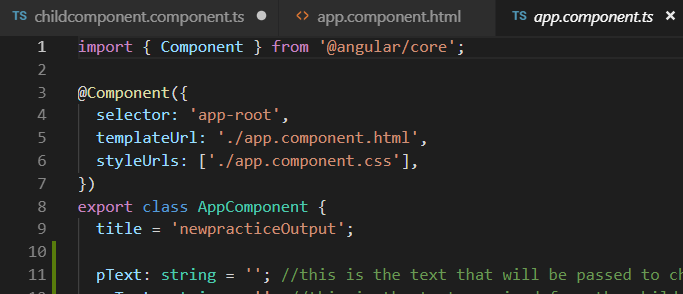 TS childcomponent.component.ts ● <> app.component.html TS app.component.ts ×
1 import { Component } from '@angular/core';
2
3 @Component({
4 selector: 'app-root',
5 templateUrl: './app.component.html',
6 styleUrls: ['./app.component.css'],
7 })
8 export class AppComponent {
9 title = 'newpracticeOutput';
10
11 pText: string = ''; //this is the text that will be passed to ch